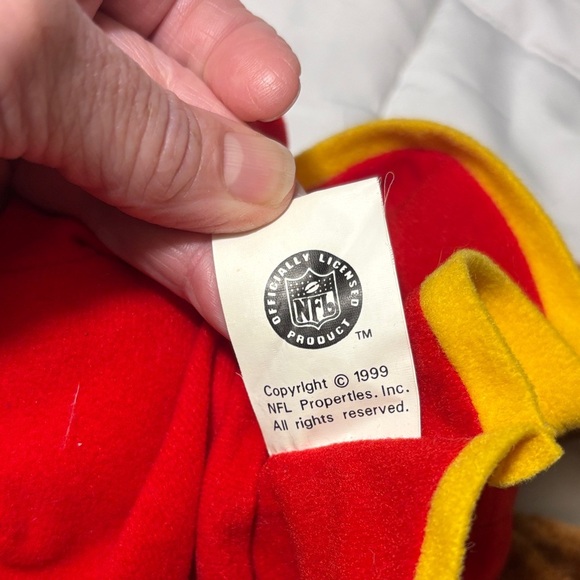 OFFICIALLY LICENSED
NFL
PRODUCT
TM
Copyright © 1999
NFL Properties. Inc.
All rights reserved.